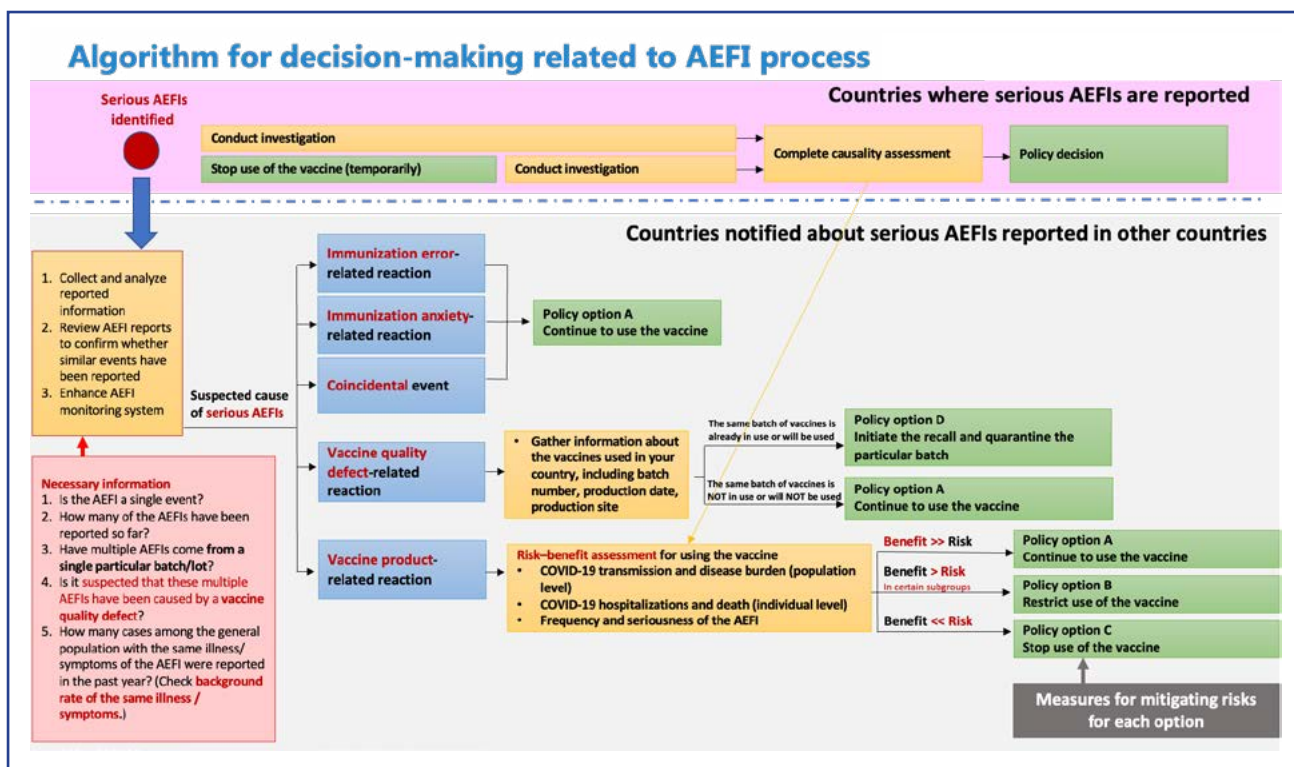 Algorithm for decision-making related to AEFI process
Countries where serious AEFIs are reported
Serious AEFIs
identified
Conduct investigation
Stop use of the vaccine (temporarily)
Conduct investigation
Complete causality assessment
Policy decision
Countries notified about serious AEFIs reported in other countries
1. Collect and analyze
reported
information
2. Review AEFI reports
to confirm whether
similar events have
been reported
3. Enhance AEFI
monitoring system
Suspected cause
of serious AEFIs
Immunization error-
related reaction
Immunization anxiety-
related reaction
Coincidental event
Policy option A
Continue to use the vaccine
Vaccine quality
defect-related
reaction
• Gather information about
the vaccines used in your
country, including batch
number, production date,
production site
The same batch of vaccines is
already in use or will be used
Policy option D
Initiate the recall and quarantine the
particular batch
The same batch of vaccines is
NOT in use or will NOT be used
Policy option A
Continue to use the vaccine
Vaccine product-
related reaction
Risk–benefit assessment for using the vaccine
• COVID-19 transmission and disease burden (population
level)
• COVID-19 hospitalizations and death (individual level)
• Frequency and seriousness of the AEFI
Benefit >> Risk
Policy option A
Continue to use the vaccine
Benefit > Risk
In certain subgroups
Policy option B
Restrict use of the vaccine
Benefit << Risk
Policy option C
Stop use of the vaccine
Measures for mitigating risks
for each option
Necessary information
1. Is the AEFI a single event?
2. How many of the AEFIs have been
reported so far?
3. Have multiple AEFIs come from a
single particular batch/lot?
4. Is it suspected that these multiple
AEFIs have been caused by a vaccine
quality defect?
5. How many cases among the general
population with the same illness/
symptoms of the AEFI were reported
in the past year? (Check background
rate of the same illness /
symptoms.)